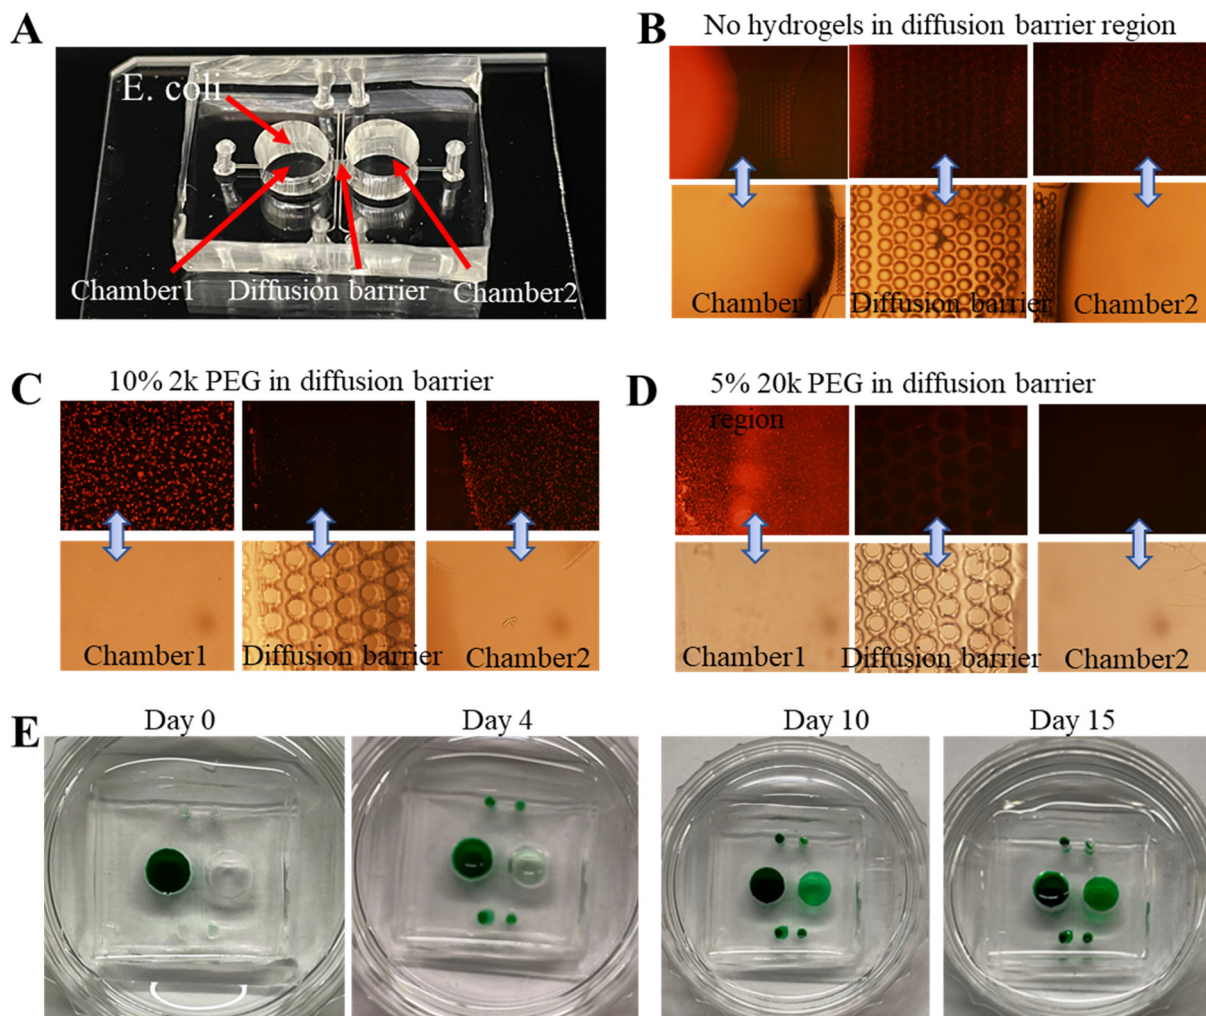 A
E. coli
Chamber1 Diffusion barrier Chamber2
B
No hydrogels in diffusion barrier region
Chamber1 Diffusion barrier Chamber2
C
10% 2k PEG in diffusion barrier
region
Chamber1 Diffusion barrier Chamber2
D
5% 20k PEG in diffusion barrier
region
Chamber1 Diffusion barrier Chamber2
E
Day 0 Day 4 Day 10 Day 15